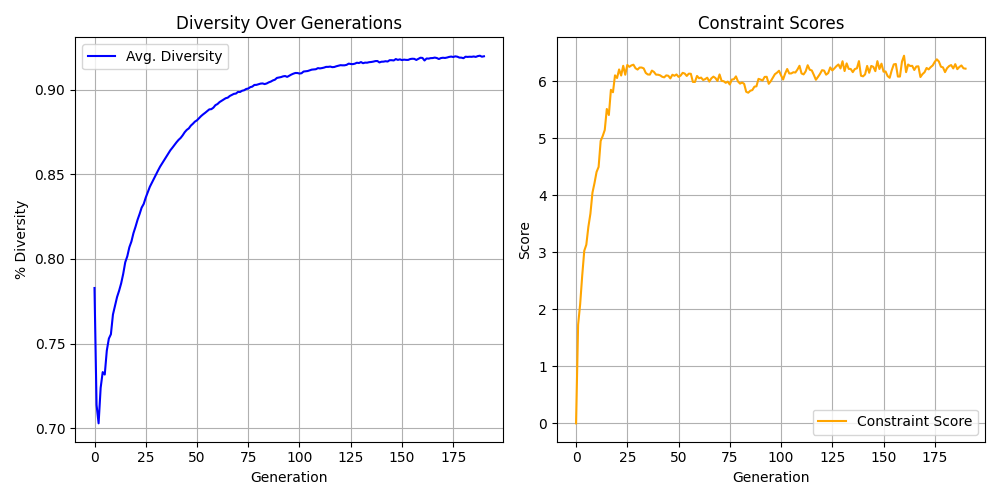 Diversity Over Generations
Avg. Diversity
% Diversity
0.90
0.85
0.80
0.75
0.70
0 25 50 75 100 125 150 175
Generation
Constraint Scores
Score
6
5
4
3
2
1
0
Constraint Score
0 25 50 75 100 125 150 175
Generation